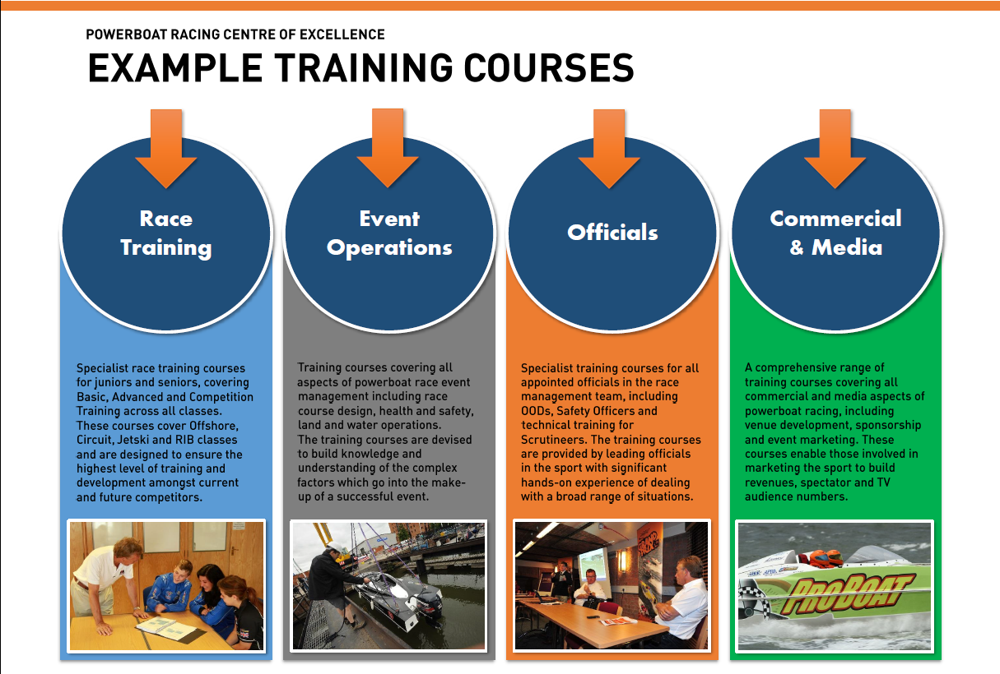 POWERBOAT RACING CENTRE OF EXCELLENCE
EXAMPLE TRAINING COURSES
Race
Training
Specialist race training courses
for juniors and seniors, covering
Basic, Advanced and Competition
Training across all classes.
These courses cover Offshore,
Circuit, Jetski and RIB classes
and are designed to ensure the
highest level of training and
development amongst current
and future competitors.
Event
Operations
Training courses covering all
aspects of powerboat race event
management including race
course design, health and safety,
land and water operations.
The training courses are devised
to build knowledge and
understanding of the complex
factors which go into the make-
up of a successful event.
Officials
Specialist training courses for all
appointed officials in the race
management team, including
OODs, Safety Officers and
technical training for
Scrutineers. The training courses
are provided by leading officials
in the sport with significant
hands-on experience of dealing
with a broad range of situations.
Commercial
& Media
A comprehensive range of
training courses covering all
commercial and media aspects of
powerboat racing, including
venue development, sponsorship
and event marketing. These
courses enable those involved in
marketing the sport to build
revenues, spectator and TV
audience numbers.
PROBOAT